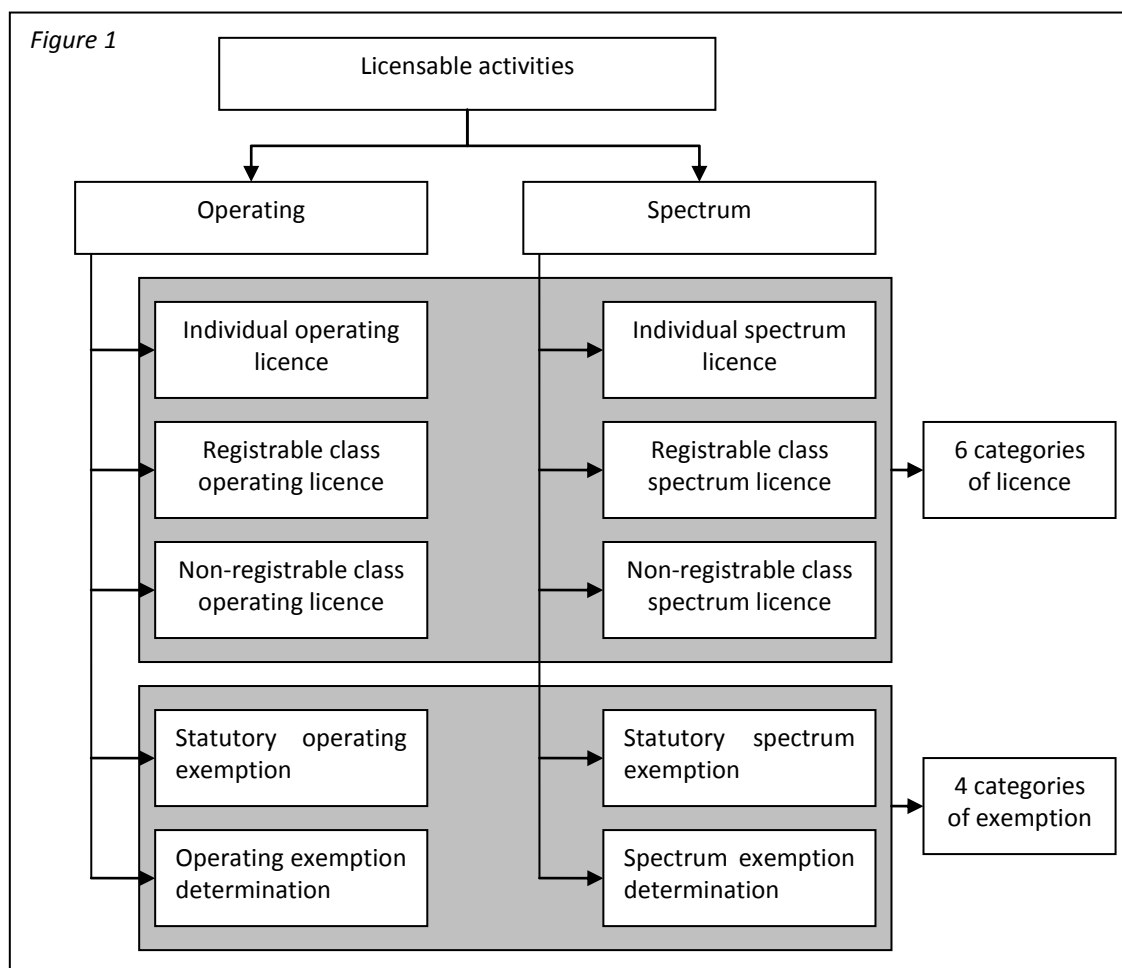 Figure 1
Licensable activities
Operating
Spectrum
Individual operating
licence
Individual spectrum
licence
Registrable class
operating licence
Registrable class
spectrum licence
6 categories
of licence
Non-registrable class
operating licence
Non-registrable class
spectrum licence
Statutory operating
exemption
Statutory spectrum
exemption
4 categories
of exemption
Operating exemption
determination
Spectrum exemption
determination